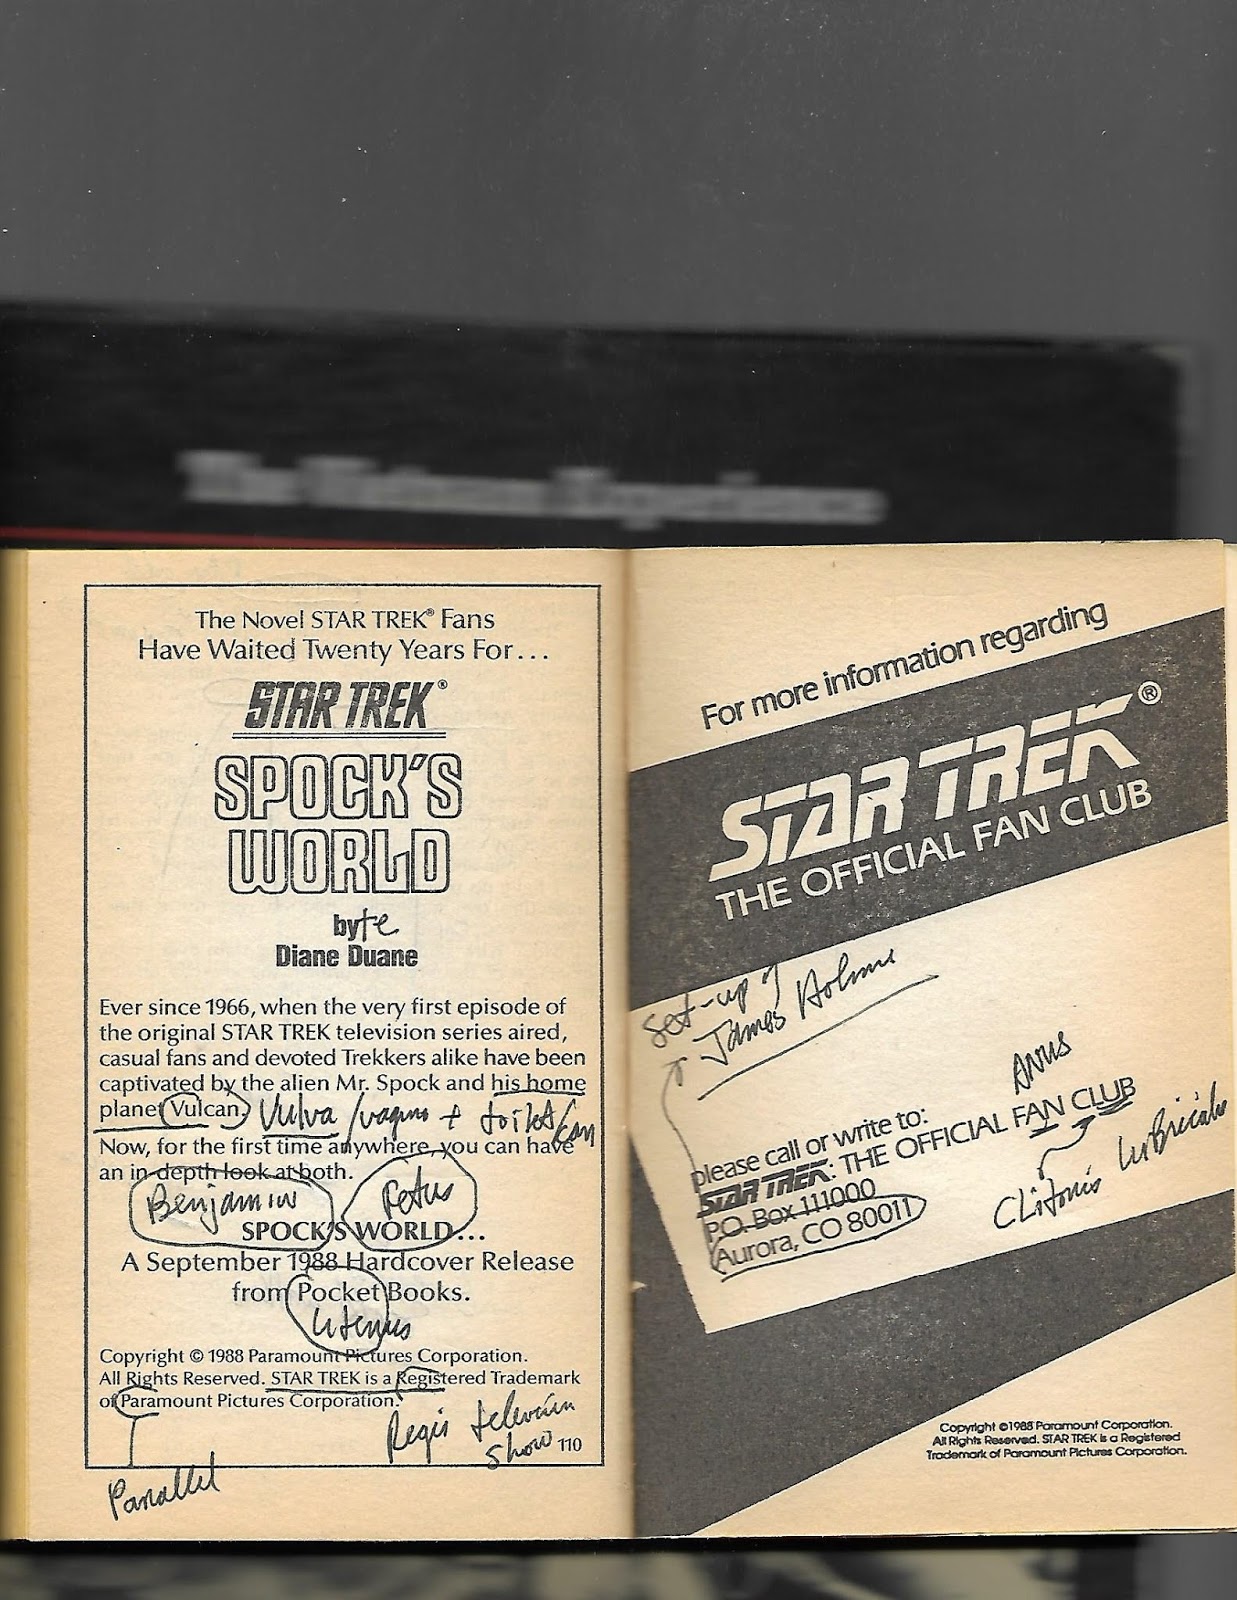 The Novel STAR TREK® Fans
Have Waited Twenty Years For...
STAR TREK®
SPOCK'S
WORLD
byte
Diane Duane
Ever since 1966, when the very first episode of
the original STAR TREK television series aired,
casual fans and devoted Trekkers alike have been
captivated by the alien Mr. Spock and his home
planet Vulcan. Vulva / vagina + toilet / can
Now, for the first time anywhere, you can have
an in-depth look at both.
Benjamin Fetus
SPOCK'S WORLD...
A September 1988 Hardcover Release
from Pocket Books.
uterus
Copyright © 1988 Paramount Pictures Corporation.
All Rights Reserved. STAR TREK is a Registered Trademark
of Paramount Pictures Corporation.
Regis television
show
110
Parallel
For more information regarding
STAR TREK®
THE OFFICIAL FAN CLUB
set-up of
James Holmes
ANUS
please call or write to:
STAR TREK: THE OFFICIAL FAN CLUB
P.O. Box 111000
Aurora, CO 80011
Clitoris
Copyright ©1988 Paramount Corporation.
All Rights Reserved. STAR TREK is a Registered
Trademark of Paramount Pictures Corporation.